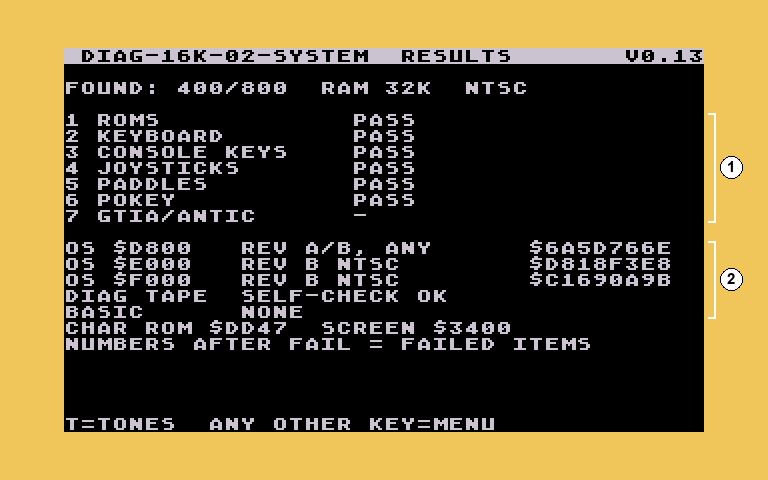 DIAG-16K-02-SYSTEM RESULTS V0.13
FOUND: 400/800 RAM 32K NTSC
1 ROMS PASS
2 KEYBOARD PASS
3 CONSOLE KEYS PASS
4 JOYSTICKS PASS
5 PADDLES PASS
6 POKEY PASS
7 GTIA/ANTIC -
1
OS $D800 REV A/B, ANY $6A5D766E
OS $E000 REV B NTSC $D818F3E8
OS $F000 REV B NTSC $C1690A9B
DIAG TAPE SELF-CHECK OK
BASIC NONE
2
CHAR ROM $DD47 SCREEN $3400
NUMBERS AFTER FAIL = FAILED ITEMS
T=TONES ANY OTHER KEY=MENU